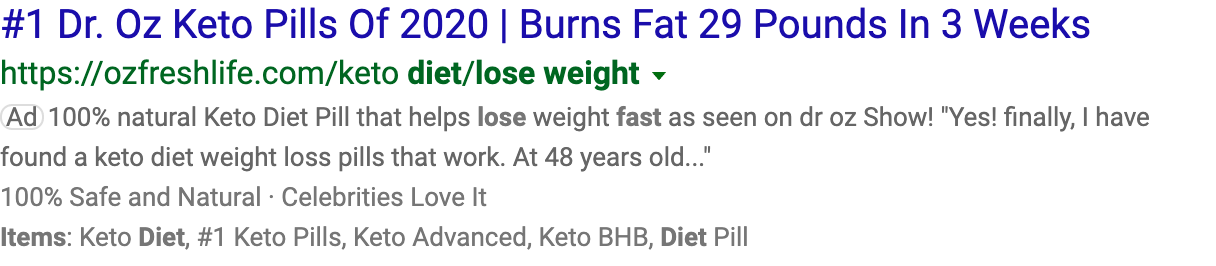 #1 Dr. Oz Keto Pills Of 2020 | Burns Fat 29 Pounds In 3 Weeks
https://ozfreshlife.com/keto diet/lose weight
Ad 100% natural Keto Diet Pill that helps lose weight fast as seen on dr oz Show! "Yes! finally, I have
found a keto diet weight loss pills that work. At 48 years old..."
100% Safe and Natural · Celebrities Love It
Items: Keto Diet, #1 Keto Pills, Keto Advanced, Keto BHB, Diet Pill